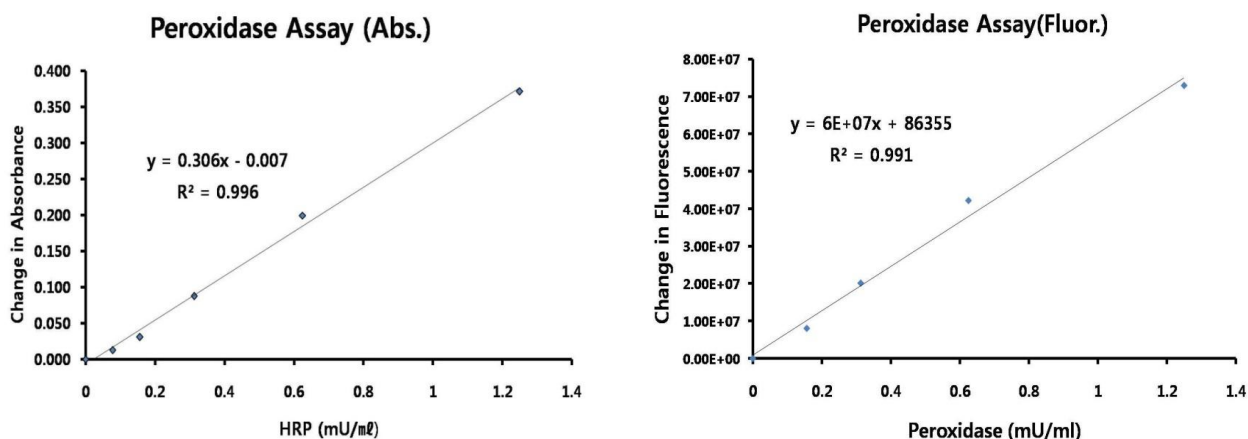 Peroxidase Assay (Abs.)
Change in Absorbance
0.400
0.350
0.300
0.250
0.200
0.150
0.100
0.050
0.000
y = 0.306x - 0.007
R² = 0.996
0 0.2 0.4 0.6 0.8 1 1.2 1.4
HRP (mU/㎖)
Peroxidase Assay(Fluor.)
Change in Fluorescence
8.00E+07
7.00E+07
6.00E+07
5.00E+07
4.00E+07
3.00E+07
2.00E+07
1.00E+07
0.00E+00
y = 6E+07x + 86355
R² = 0.991
0 0.2 0.4 0.6 0.8 1 1.2 1.4
Peroxidase (mU/ml)